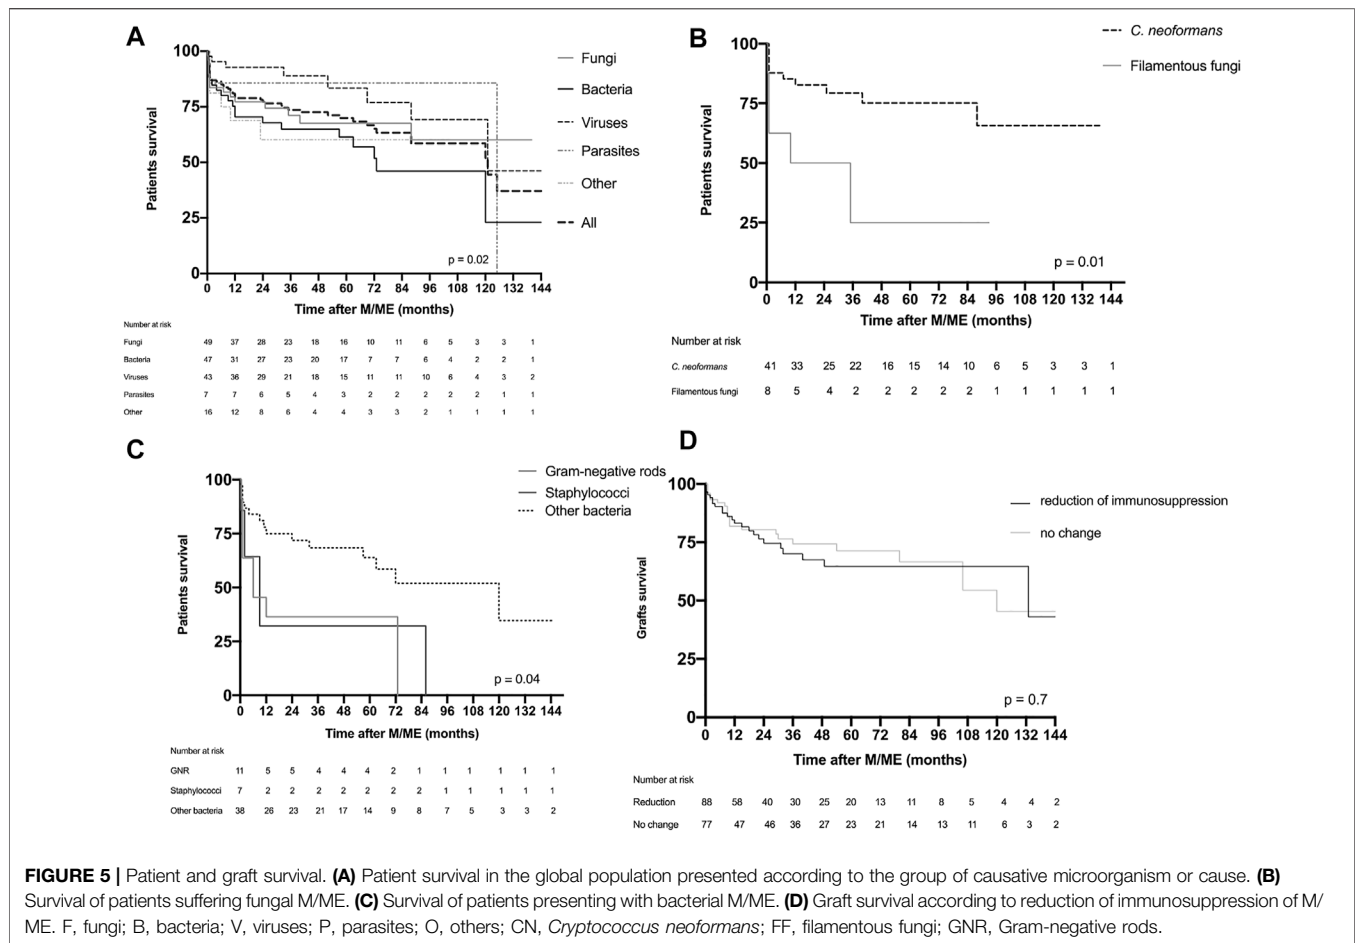 A
100
75
50
25
0
Patients survival
Fungi
Bacteria
Viruses
Parasites
Other
All
p = 0.02
0 12 24 36 48 60 72 84 96 108 120 132 144
Time after M/ME (months)
Number at risk
Fungi 49 37 28 23 18 16 10 11 6 5 3 3 1
Bacteria 47 31 27 23 20 17 7 7 6 4 2 2 1
Viruses 43 36 29 21 18 15 11 11 10 6 4 3 2
Parasites 7 7 6 5 4 3 2 2 2 2 2 1 1
Other 16 12 8 6 4 4 3 3 2 1 1 1 1
B
100
75
50
25
0
Patients survival
C. neoformans
Filamentous fungi
p = 0.01
0 12 24 36 48 60 72 84 96 108 120 132 144
Time after M/ME (months)
Number at risk
C. neoformans 41 33 25 22 16 15 14 10 6 5 3 3 1
Filamentous fungi 8 5 4 2 2 2 2 2 1 1 1 1 1
C
100
75
50
25
0
Patients survival
Gram-negative rods
Staphylococci
Other bacteria
p = 0.04
0 12 24 36 48 60 72 84 96 108 120 132 144
Time after M/ME (months)
Number at risk
GNR 11 5 5 4 4 4 2 1 1 1 1 1 1
Staphylococci 7 2 2 2 2 2 2 2 1 1 1 1 1
Other bacteria 38 26 23 21 17 14 9 8 7 5 3 3 2
D
100
75
50
25
0
Grafts survival
reduction of immunosuppression
no change
p = 0.7
0 12 24 36 48 60 72 84 96 108 120 132 144
Time after M/ME (months)
Number at risk
Reduction 88 58 40 30 25 20 13 11 8 5 4 4 2
No change 77 47 46 36 27 23 21 14 13 11 6 3 2
FIGURE 5 | Patient and graft survival. (A) Patient survival in the global population presented according to the group of causative microorganism or cause. (B)
Survival of patients suffering fungal M/ME. (C) Survival of patients presenting with bacterial M/ME. (D) Graft survival according to reduction of immunosuppression of M/
ME. F, fungi; B, bacteria; V, viruses; P, parasites; O, others; CN, Cryptococcus neoformans; FF, filamentous fungi; GNR, Gram-negative rods.